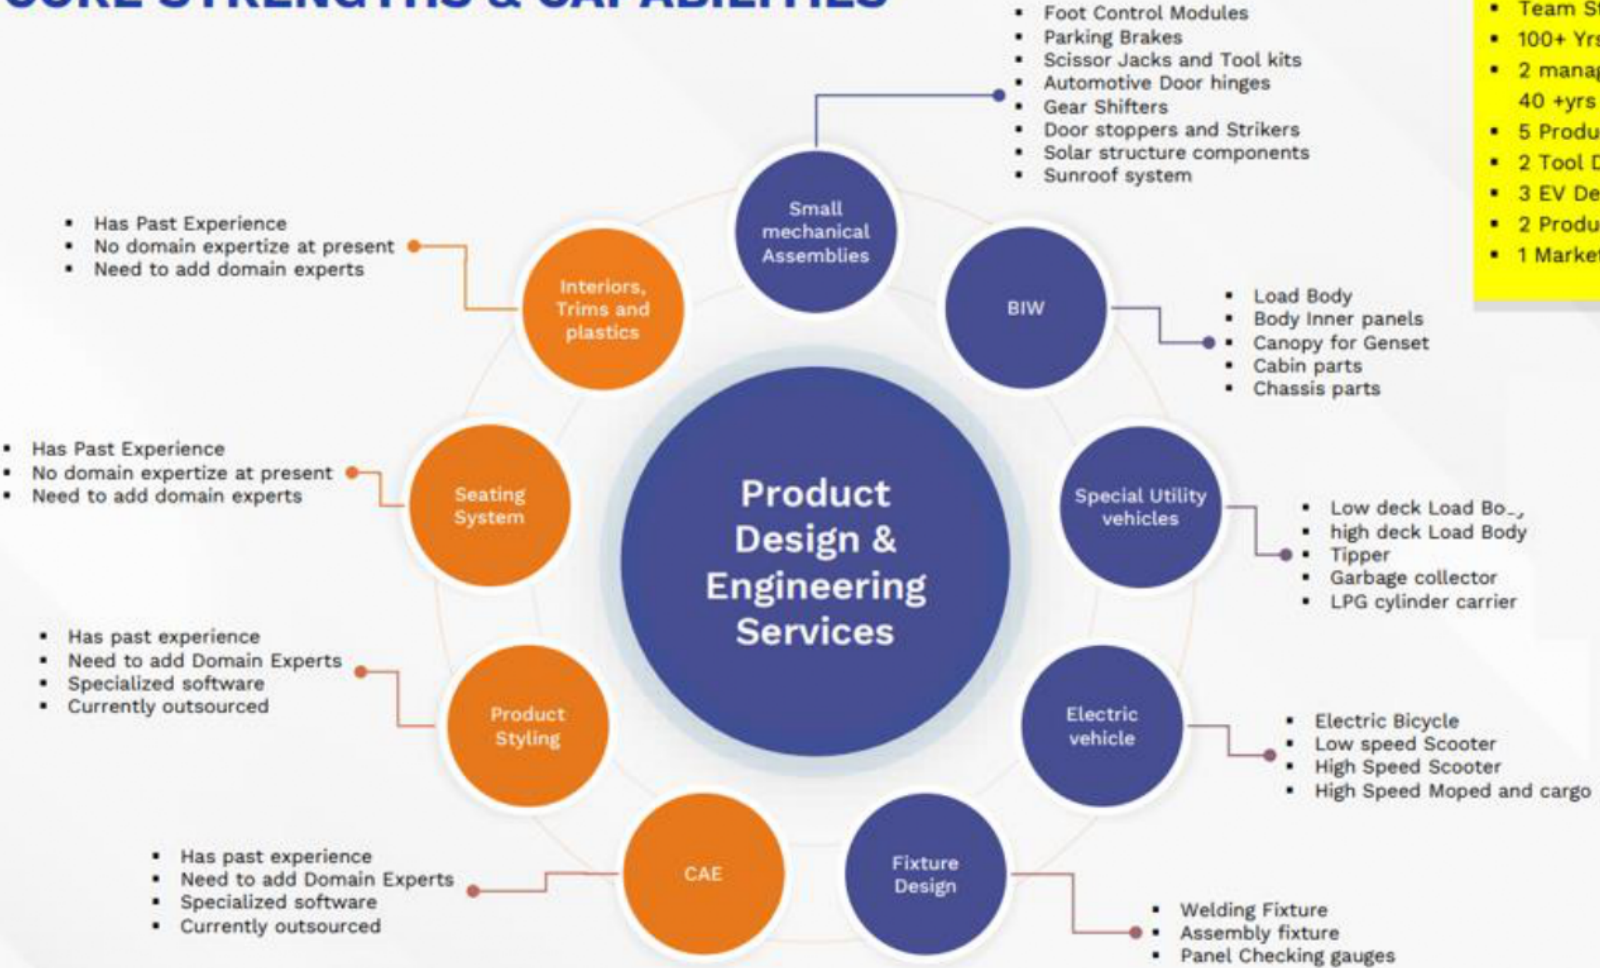 CORE STRENGTHS & CAPABILITIES
Foot Control Modules
Parking Brakes
Scissor Jacks and Tool kits
Automotive Door hinges
Gear Shifters
Door stoppers and Strikers
Solar structure components
Sunroof system
Team
100+
2
40 +yrs
5
2 Tool
3 EV
2
1
Small
mechanical
Assemblies
BIW
Load Body
Body Inner panels
Canopy for Genset
Cabin parts
Chassis parts
Special Utility
vehicles
Low deck Load
high deck Load Body
Tipper
Garbage collector
LPG cylinder carrier
Electric
vehicle
Electric Bicycle
Low speed Scooter
High Speed Scooter
High Speed Moped and cargo
Fixture
Design
Welding Fixture
Assembly fixture
Panel Checking gauges
CAE
Has past experience
Need to add Domain Experts
Specialized software
Currently outsourced
Product
Styling
Has past experience
Need to add Domain Experts
Specialized software
Currently outsourced
Seating
System
Has Past Experience
No domain expertize at present
Need to add domain experts
Interiors,
Trims and
plastics
Has Past Experience
No domain expertize at present
Need to add domain experts
Product
Design &
Engineering
Services